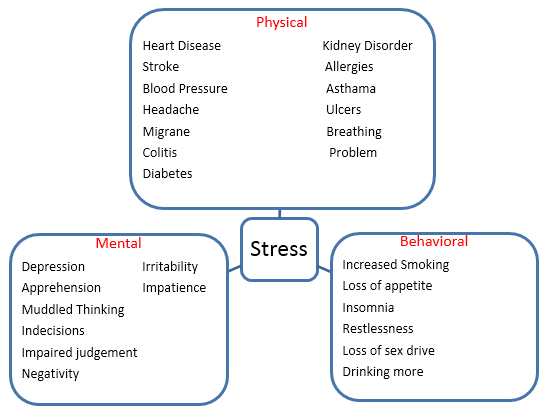 Physical
Heart Disease
Stroke
Blood Pressure
Headache
Migrane
Colitis
Diabetes
Kidney Disorder
Allergies
Asthama
Ulcers
Breathing
Problem
Stress
Mental
Depression
Apprehension
Muddled Thinking
Indecisions
Impaired judgement
Negativity
Irritability
Impatience
Behavioral
Increased Smoking
Loss of appetite
Insomnia
Restlessness
Loss of sex drive
Drinking more